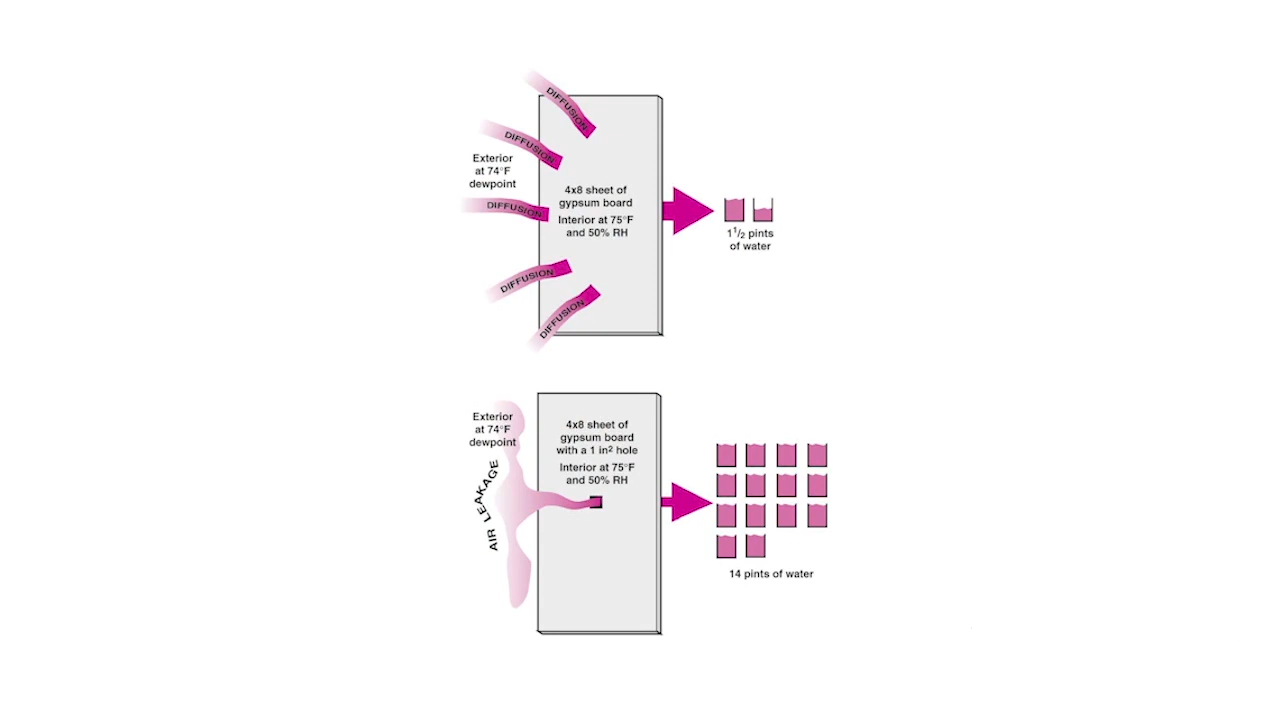 DIFFUSION
DIFFUSION
Exterior
at 74°F
dewpoint
DIFFUSION
DIFFUSION
DIFFUSION
4x8 sheet of
gypsum board
Interior at 75°F
and 50% RH
1 1/2 pints
of water
Exterior
at 74°F
dewpoint
AIR LEAKAGE
4x8 sheet of
gypsum board
with a 1 in2 hole
Interior at 75°F
and 50% RH
14 pints of water